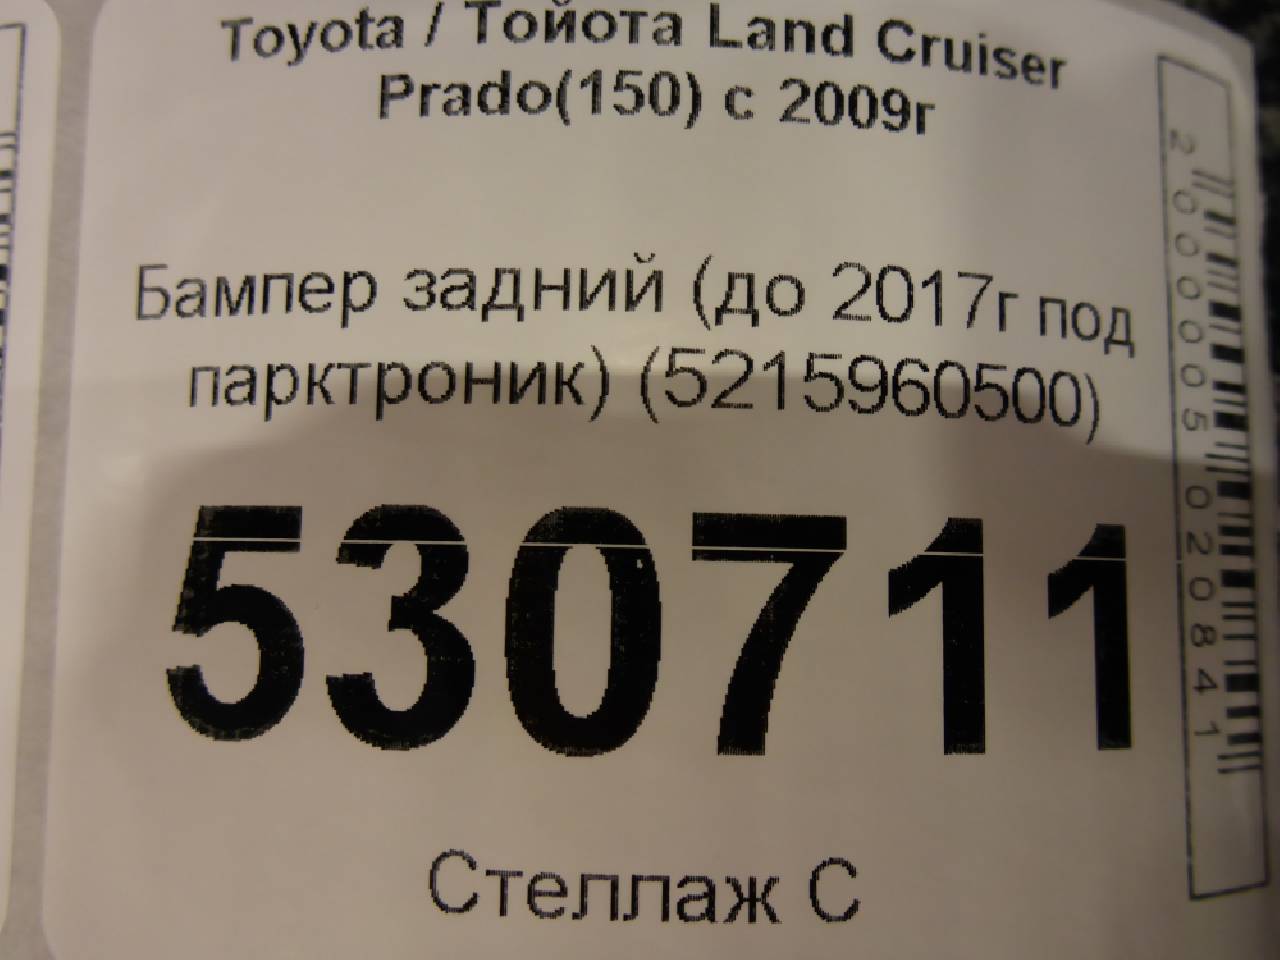 Toyota / Тойота Land Cruiser
Prado(150) с 2009г
Бампер задний (до 2017г под
парктроник) (5215960500)
530711
Стеллаж С
2000005020841